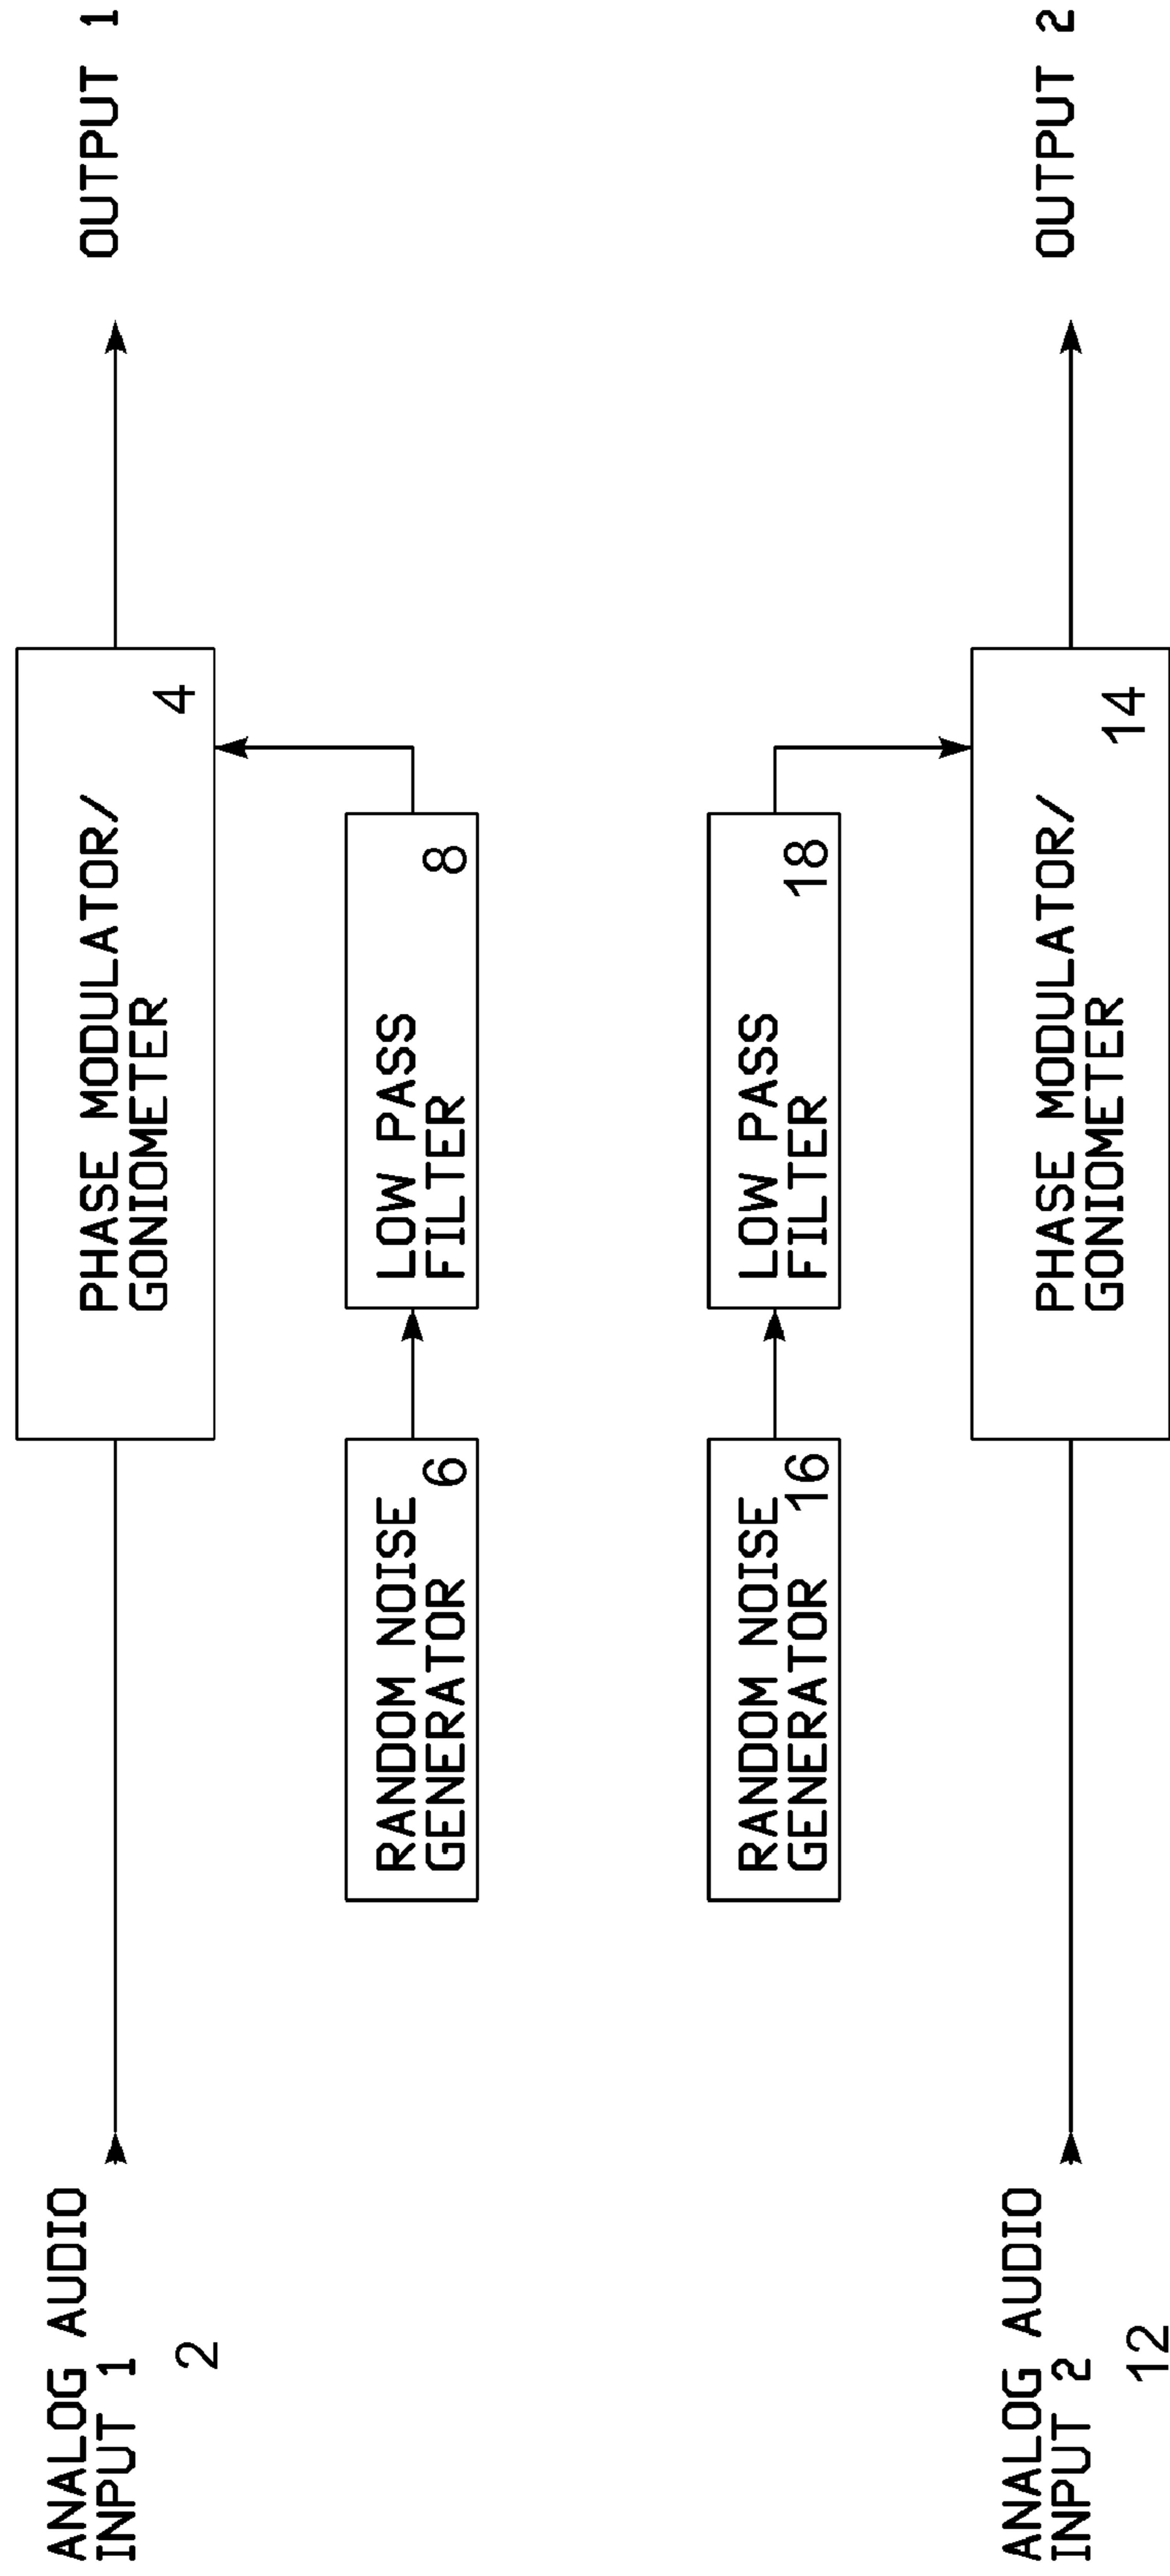 ANALOG AUDIO
INPUT 1
2
PHASE MODULATOR/
GONIOMETER
4
OUTPUT 1
RANDOM NOISE
GENERATOR
6
LOW PASS
FILTER
8
RANDOM NOISE
GENERATOR
16
LOW PASS
FILTER
18
ANALOG AUDIO
INPUT 2
12
PHASE MODULATOR/
GONIOMETER
14
OUTPUT 2